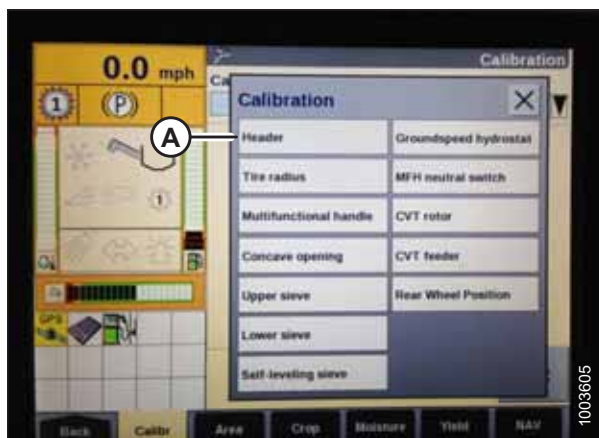 0.0 mph
Calibration
Ca
1
(P)
Calibration
X
A
Header
Groundspeed hydrostat
Tire radius
MFH neutral switch
1
Multifunctional handle
CVT rotor
Concave opening
CVT feeder
Upper sieve
Rear Wheel Position
GPS
Lower sieve
Self-leveling sieve
Back
Calibr
Area
Crop
Moisture
Yield
NAV
1003605